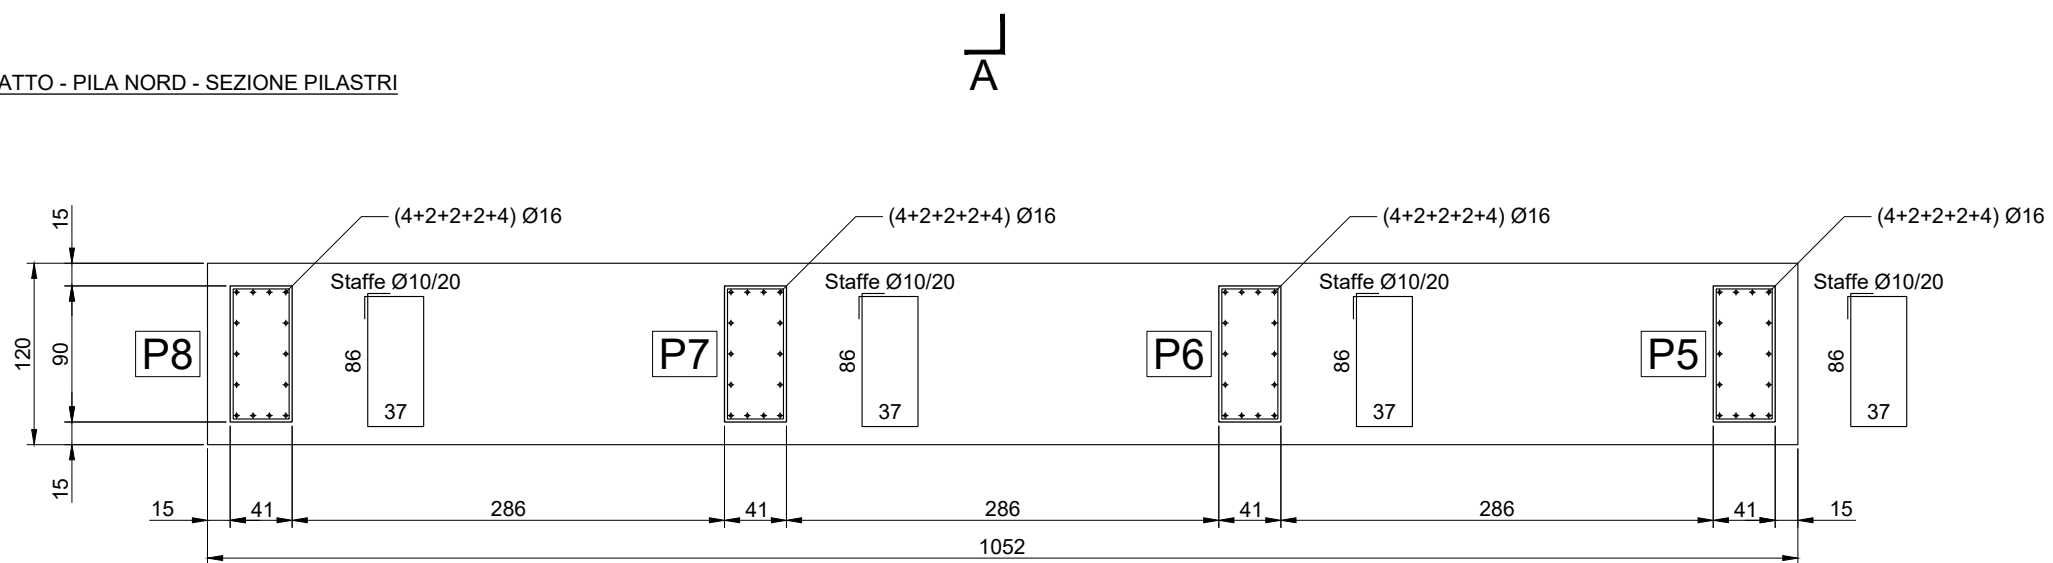 A
ATTO - PILA NORD - SEZIONE PILASTRI
(4+2+2+2+4) Ø16
(4+2+2+2+4) Ø16
(4+2+2+2+4) Ø16
(4+2+2+2+4) Ø16
15
120
90
15
Staffe Ø10/20
Staffe Ø10/20
Staffe Ø10/20
Staffe Ø10/20
P8
86
37
P7
86
37
P6
86
37
P5
86
37
15
41
286
41
286
41
286
41
15
1052